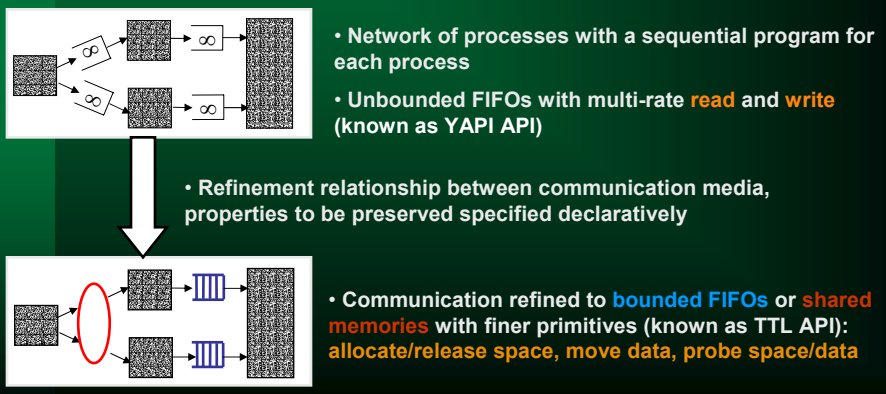 ∞
∞
∞
∞
• Network of processes with a sequential program for
each process
• Unbounded FIFOs with multi-rate read and write
(known as YAPI API)
• Refinement relationship between communication media,
properties to be preserved specified declaratively
• Communication refined to bounded FIFOs or shared
memories with finer primitives (known as TTL API):
allocate/release space, move data, probe space/data